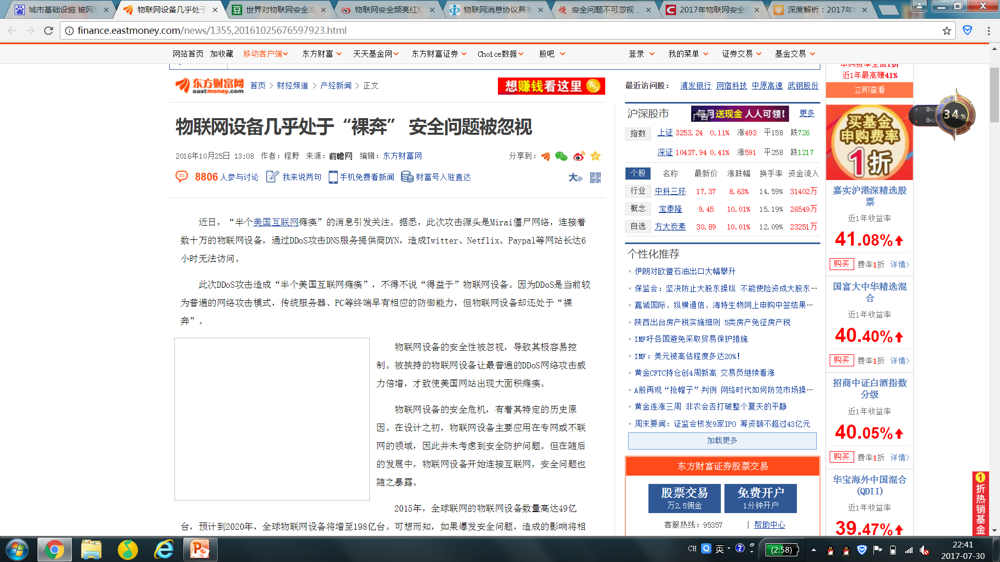 城市基础设施 被网络
物联网设备几乎处于
世界对物联网安全准
物联网安全频亮红灯
物联网消息协议具有
安全问题不可忽视，
2017年物联网安全的
深度解析：2017年物
finance.eastmoney.com/news/1355,20161025676597923.html
网站首页 加收藏 移动客户端 东方财富 天天基金网 东方财富证券 Choice数据 股吧 登录 我的菜单 证券交易 基金交易
东方财富网 eastmoney.com 首页 > 财经频道 > 产经新闻 > 正文
想赚钱看这里
物联网设备几乎处于“裸奔” 安全问题被忽视
2016年10月25日 13:08 作者：程野 来源：前瞻网 编辑：东方财富网 分享到：
8806人参与讨论 我来说两句 手机免费看新闻 财富号入驻直达 大小
近日，“半个美国互联网瘫痪”的消息引发关注。据悉，此次攻击源头是Mirai僵尸网络，连接着
数十万的物联网设备，通过DDoS攻击DNS服务提供商DYN，造成Twitter、Netflix、Paypal等网站长达6
小时无法访问。
此次DDoS攻击造成“半个美国互联网瘫痪”，不得不说“得益于”物联网设备。因为DDoS是当前较
为普遍的网络攻击模式，传统服务器、PC等终端早有相应的防御能力，但物联网设备却还处于“裸
奔”。
物联网设备的安全性被忽视，导致其极容易控
制。被挟持的物联网设备让最普遍的DDoS网络攻击威
力倍增，才致使美国网站出现大面积瘫痪。
物联网设备的安全危机，有着其特定的历史原
因。在设计之初，物联网设备主要应用在专网或不联
网的领域，因此并未考虑到安全防护问题。但在随后
的发展中，物联网设备开始连接互联网，安全问题也
随之暴露。
2015年，全球联网的物联网设备数量高达49亿
台，预计到2020年，全球物联网设备将增至198亿台。可想而知，如果爆发安全问题，造成的影响将相
最近访问股： 浦发银行 网宿科技 中原高速 武钢股份
沪深股市 每月送现金 人人可领！ 广告 更多
指数 上证 3253.24 0.11% 涨493 平158 跌726
深证 10437.94 0.41% 涨591 平258 跌1217
个股 名称 最新价 涨跌幅 换手率 资金流入
行业 中科三环 17.37 8.63% 14.59% 31402万
概念 宝泰隆 9.45 10.01% 15.19% 26549万
自选 方大炭素 30.89 10.01% 12.09% 23251万
个性化推荐
伊朗对欧盟石油出口大幅攀升
保监会：坚决防止大股东操纵 不能使险资成大股东…
嘉诚国际、纵横通信、海特生物网上申购中签结果…
陕西出台房产税实施细则 5类房产免征房产税
IMF吁各国避免采取贸易保护措施
IMF：美元被高估程度多达20%！
黄金CFTC持仓创4周新高 交易员继续看涨
A股再现“抢帽子”判例 网络时代如何防范市场操…
黄金连涨三周 非农会否打破整个夏天的平静
周末要闻：证监会核发9家IPO 筹资额不超过43亿元
加载更多
东方财富证券股票交易
股票交易 免费开户
万2.5佣金 1分钟开户
客服热线：95357 | 帮助中心
申购费率全面1折
近1年最高赚41%
立即查看
买基金
申购费率
1折
嘉实沪港深精选股
票
近1年收益率
41.08%
购买 费率1折 详情>
国富大中华精选混
合
近1年收益率
40.40%
购买 费率1折 详情>
招商中证白酒指数
分级
近1年收益率
40.05%
购买 费率1折 详情>
华宝海外中国混合
(QDII)
近1年收益率
39.47%
1折热销基金
0K/s
0K/s
34%
CH 英 (2:58) 22:41
2017-07-30